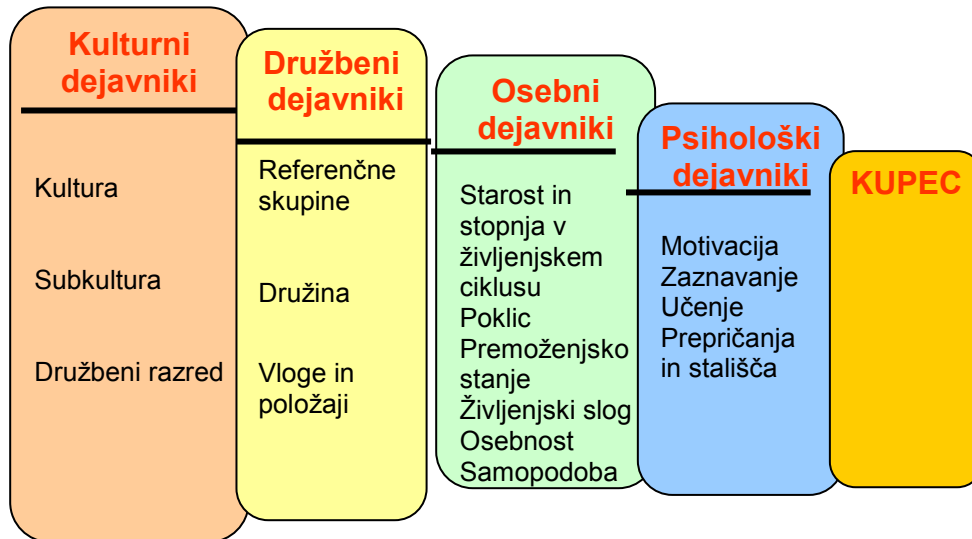 Kulturni
dejavniki
Kultura
Subkultura
Družbeni razred
Družbeni
dejavniki
Referenčne
skupine
Družina
Vloge in
položaji
Osebni
dejavniki
Starost in
stopnja v
življenjskem
ciklusu
Poklic
Premoženjsko
stanje
Življenjski slog
Osebnost
Samopodoba
Psihološki
dejavniki
Motivacija
Zaznavanje
Učenje
Prepričanja
in stališča
KUPEC